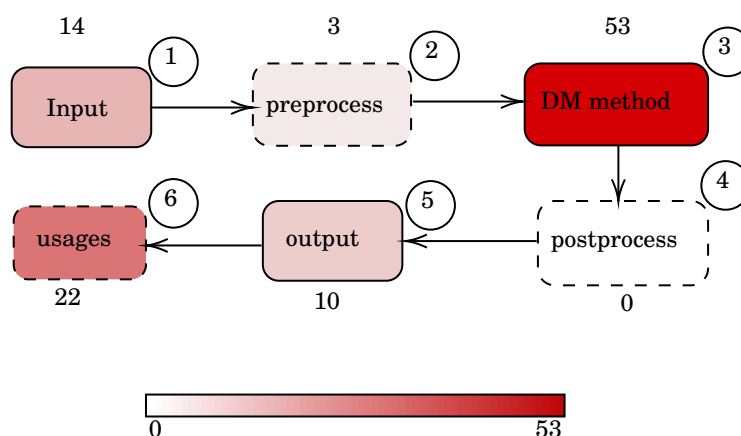 14 3 53
1 2 3
Input preprocess DM method
6 5 4
usages output postprocess
22 10 0
0 53